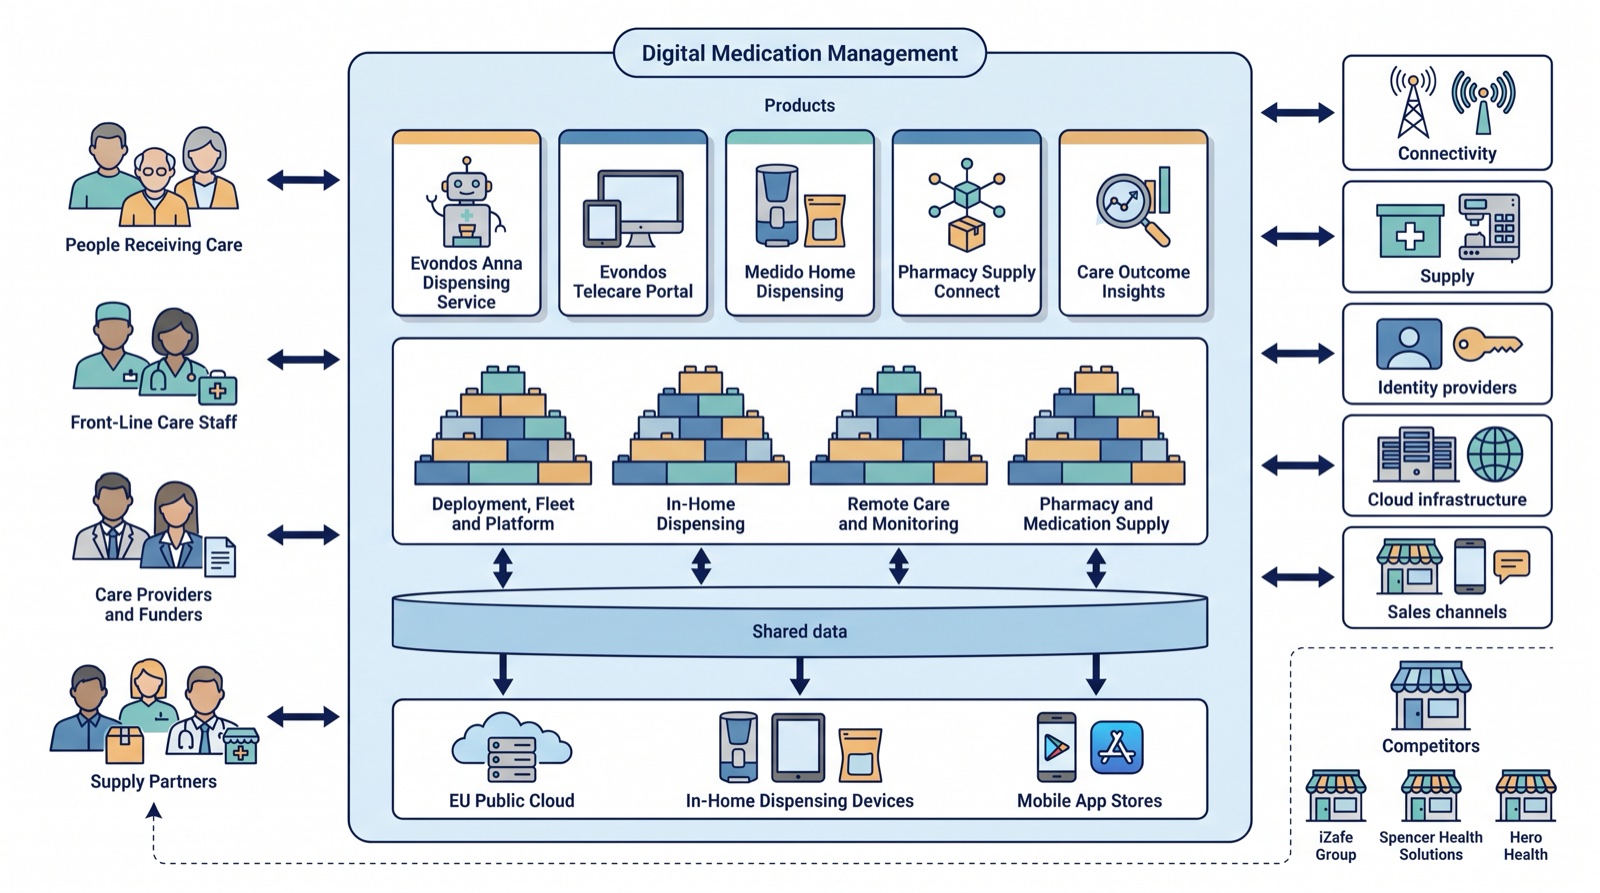 Digital Medication Management
Products
Evondos Anna
Dispensing
Service
Evondos
Telecare Portal
Medido Home
Dispensing
Pharmacy Supply
Connect
Care Outcome
Insights
Deployment, Fleet
and Platform
In-Home
Dispensing
Remote Care
and Monitoring
Pharmacy and
Medication Supply
Shared data
EU Public Cloud
In-Home Dispensing Devices
Mobile App Stores
People Receiving Care
Front-Line Care Staff
Care Providers
and Funders
Supply Partners
Connectivity
Supply
Identity providers
Cloud infrastructure
Sales channels
Competitors
iZafe
Group
Spencer Health
Solutions
Hero
Health